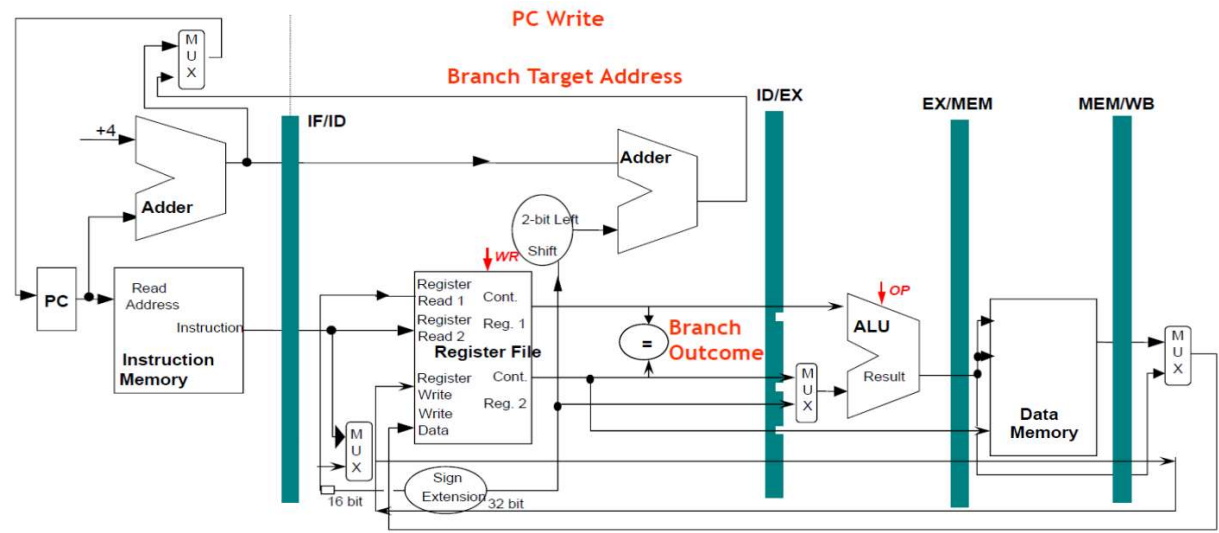 PC Write
M
U
X
Branch Target Address
ID/EX
EX/MEM
MEM/WB
IF/ID
+4
Adder
Adder
2-bit Left
Shift
WR
OP
PC
Read
Address
Instruction
Instruction
Memory
Register
Read 1
Register
Read 2
Register File
Register
Write
Write
Data
Cont.
Reg. 1
Cont.
Reg. 2
=
Branch
Outcome
M
U
X
ALU
Result
Data
Memory
M
U
X
M
U
X
Sign
Extension
16 bit
32 bit